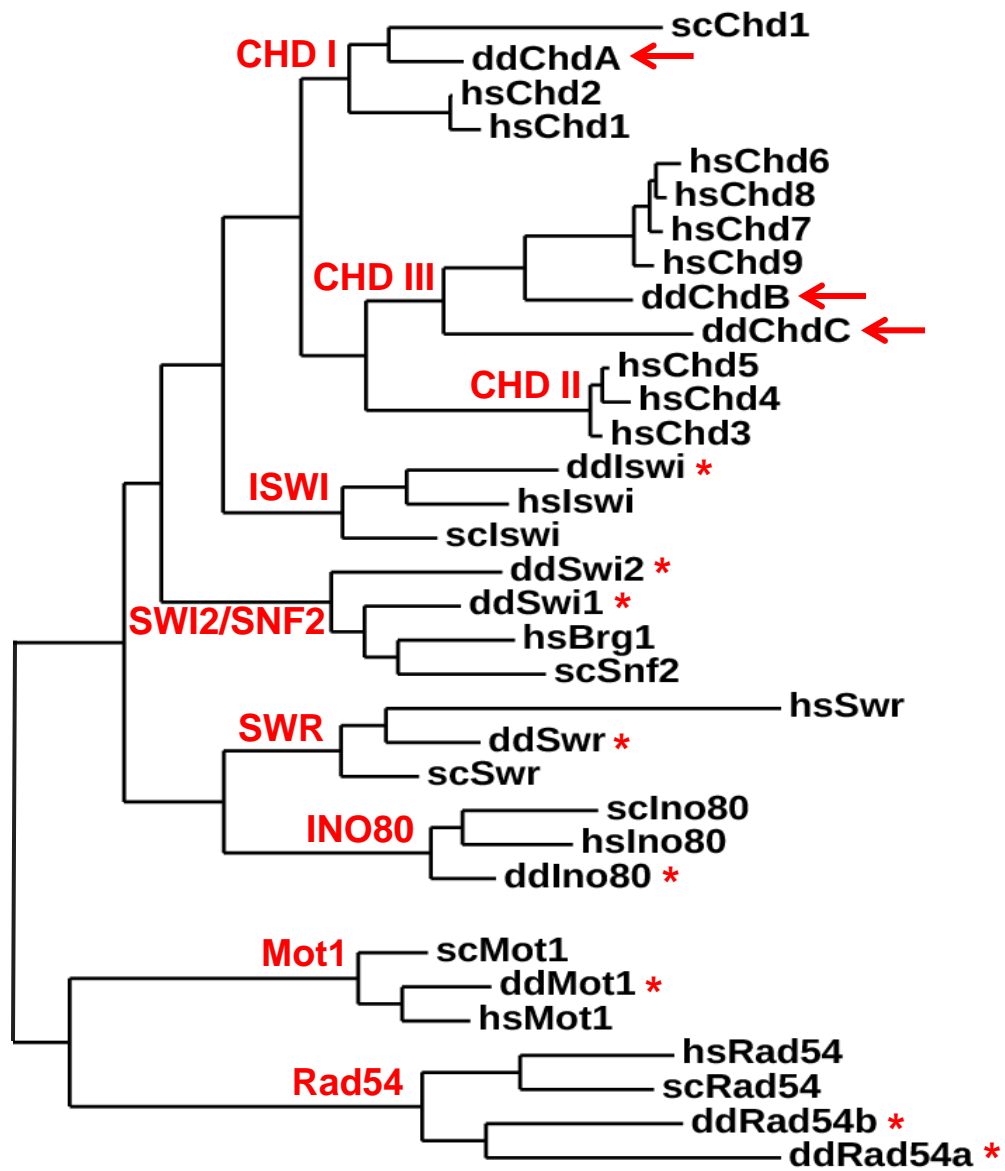 scChd1
CHD I
ddChdA
hsChd2
hsChd1
hsChd6
hsChd8
hsChd7
hsChd9
CHD III
ddChdB
ddChdC
hsChd5
CHD II
hsChd4
hsChd3
ddIswi *
ISWI
hsIswi
scIswi
ddSwi2 *
ddSwi1 *
SWI2/SNF2
hsBrg1
scSnf2
hsSwr
SWR
ddSwr *
scSwr
scIno80
INO80
hsIno80
ddIno80 *
scMot1
Mot1
ddMot1 *
hsMot1
hsRad54
Rad54
scRad54
ddRad54b *
ddRad54a *